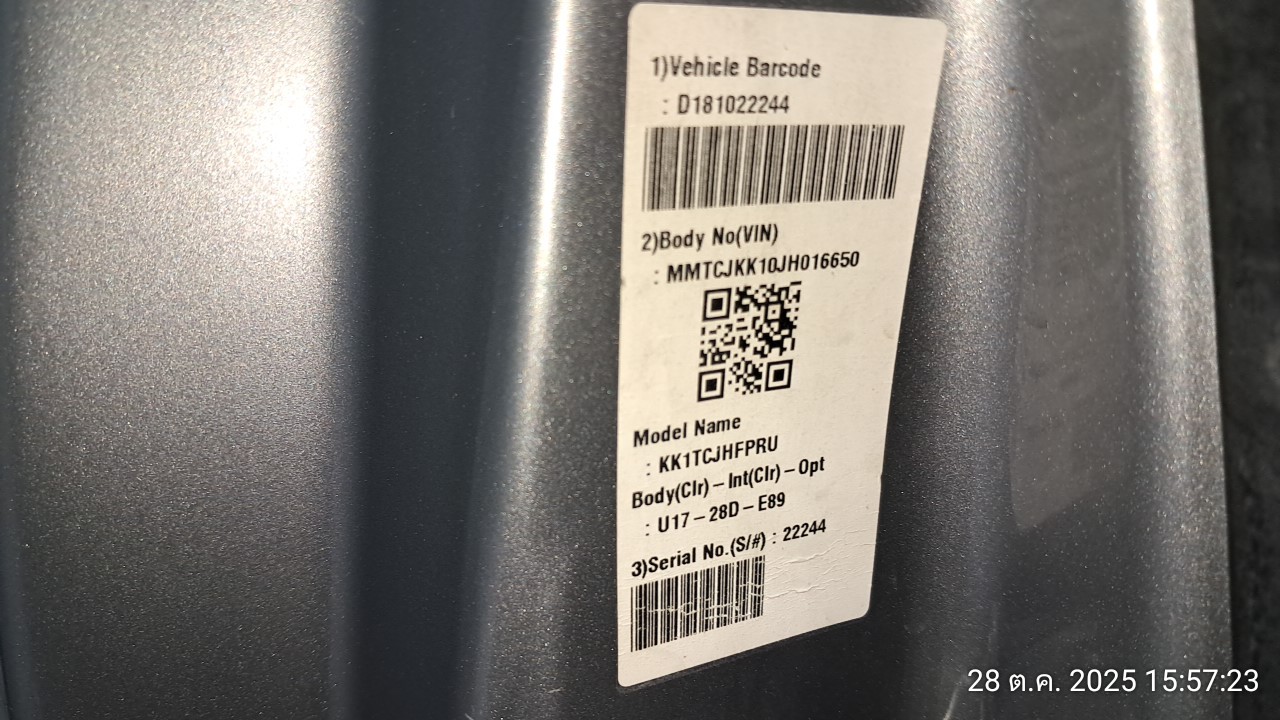 1)Vehicle Barcode
: D181022244
2)Body No(VIN)
: MMTCJKK10JH016650
Model Name
: KK1TCJHFPRU
Body(Clr)–Int(Clr)–Opt
: U17–28D–E89
3)Serial No.(S/#) : 22244
28 ต.ค. 2025 15:57:23